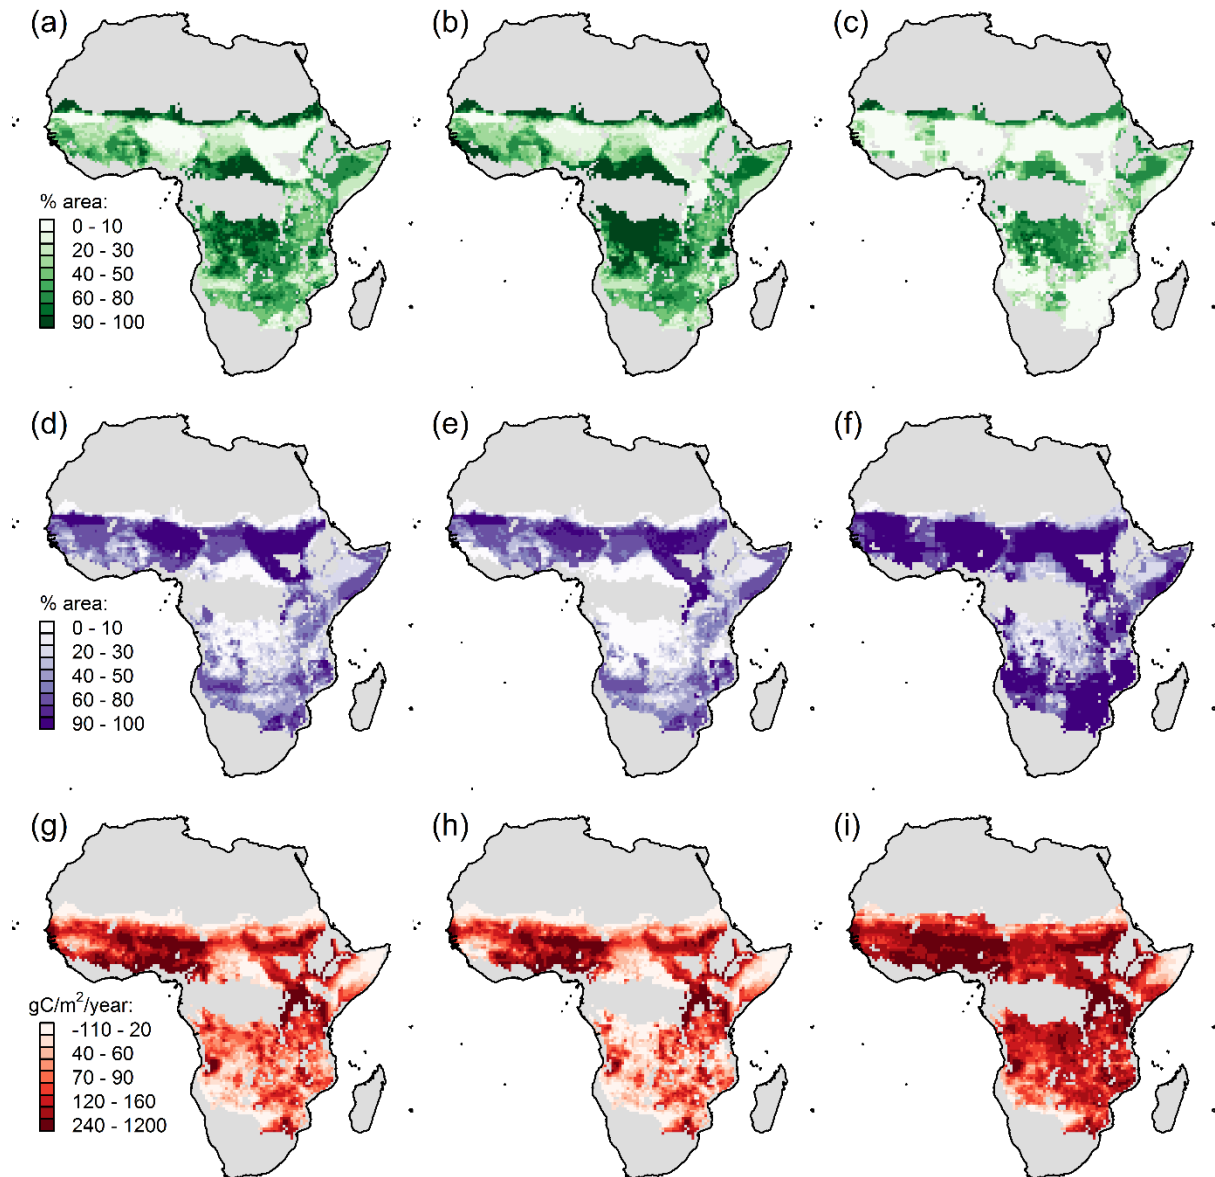 (a)
(b)
(c)
% area:
0 - 10
20 - 30
40 - 50
60 - 80
90 - 100
(d)
(e)
(f)
% area:
0 - 10
20 - 30
40 - 50
60 - 80
90 - 100
(g)
(h)
(i)
gC/m²/year:
-110 - 20
40 - 60
70 - 90
120 - 160
240 - 1200